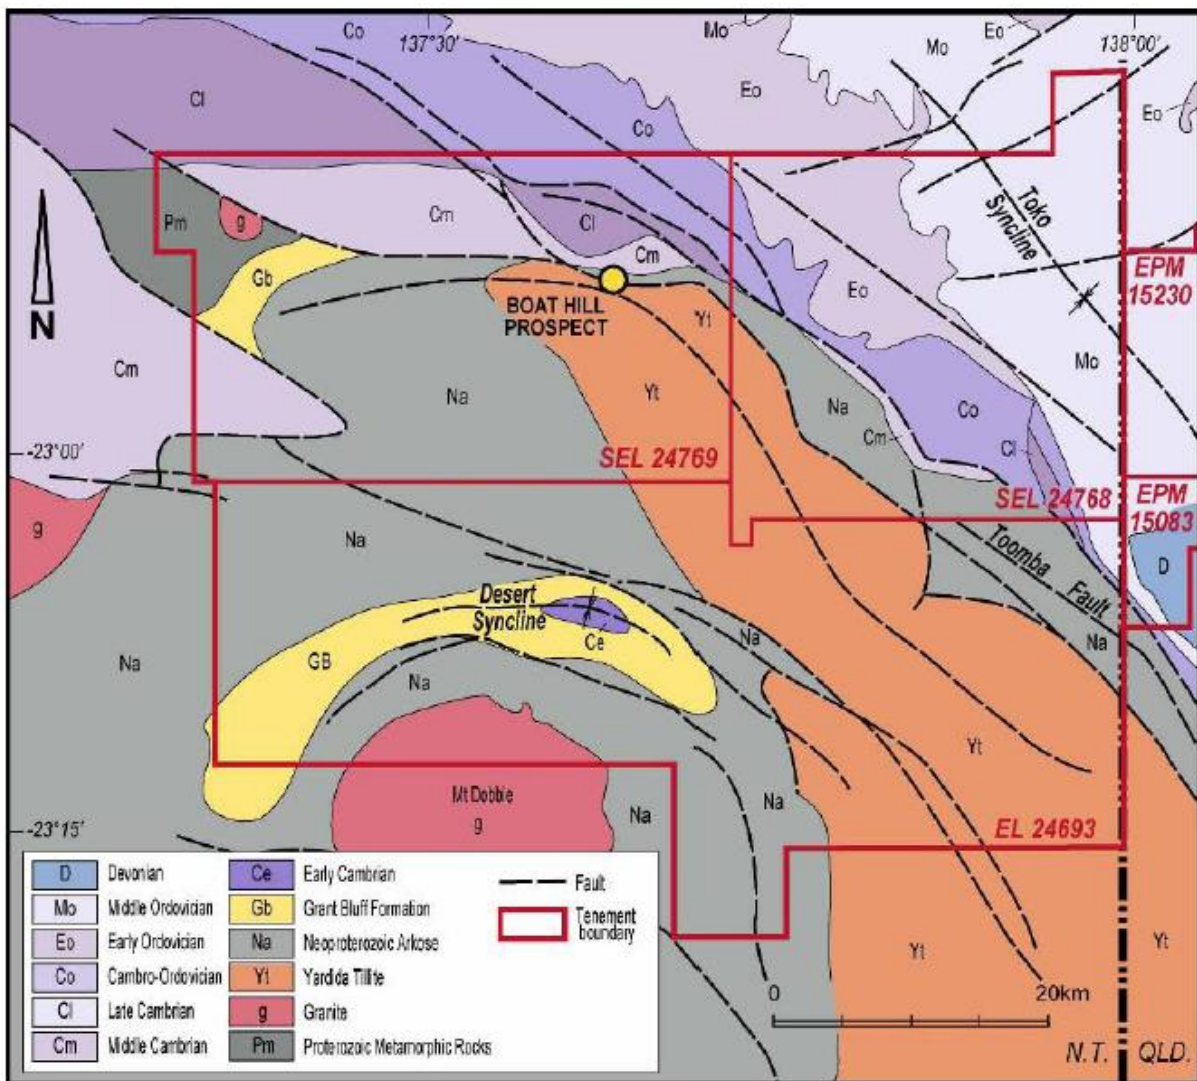 Co
137°30'
Mo
Mo
Eo
138°00'
Cl
Eo
Co
Eo
Toko
Syncline
Pm
g
Cm
Cl
Cm
Gb
Eo
EPM
15230
BOAT HILL
PROSPECT
Yt
N
Mo
Cm
Na
Yt
Na
Co
Cm
-23°00'
SEL 24769
Cl
SEL 24768
EPM
15083
g
Na
Toomba
Fault
D
Desert
Syncline
Ce
Na
Na
Na
GB
Na
Yt
Mt Dobbie
g
Na
Na
-23°15'
EL 24693
D Devonian
Mo Middle Ordovician
Eo Early Ordovician
Co Cambro-Ordovician
Cl Late Cambrian
Cm Middle Cambrian
Ce Early Cambrian
Gb Grant Bluff Formation
Na Neoproterozoic Arkose
Yt Yardida Tillite
g Granite
Pm Proterozoic Metamorphic Rocks
Fault
Tenement
boundary
Yt
Yt
0 20km
N.T. QLD.